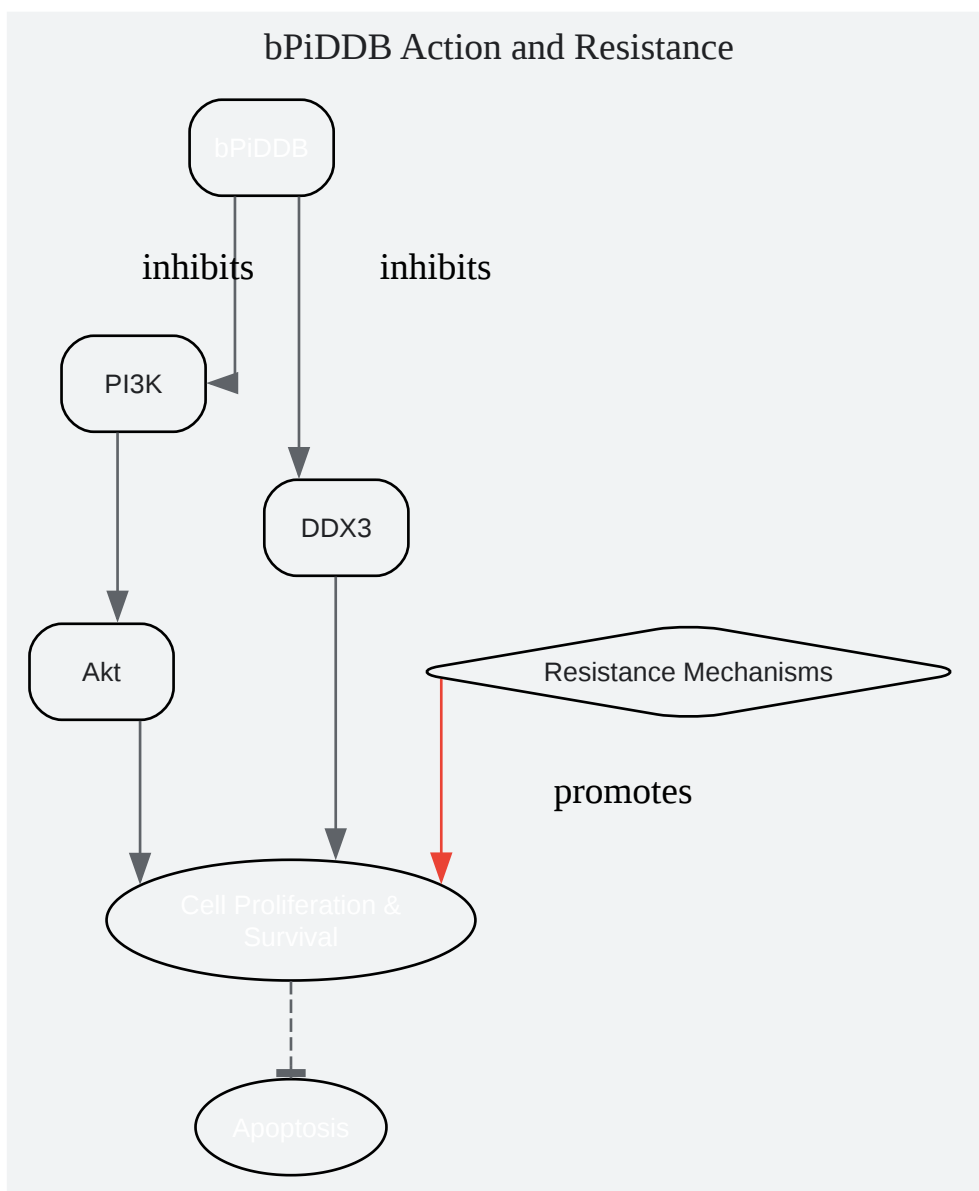 bPiDDB Action and Resistance
bPiDDB
inhibits
inhibits
PI3K
DDX3
Akt
Resistance Mechanisms
promotes
Cell Proliferation &
Survival
Apoptosis